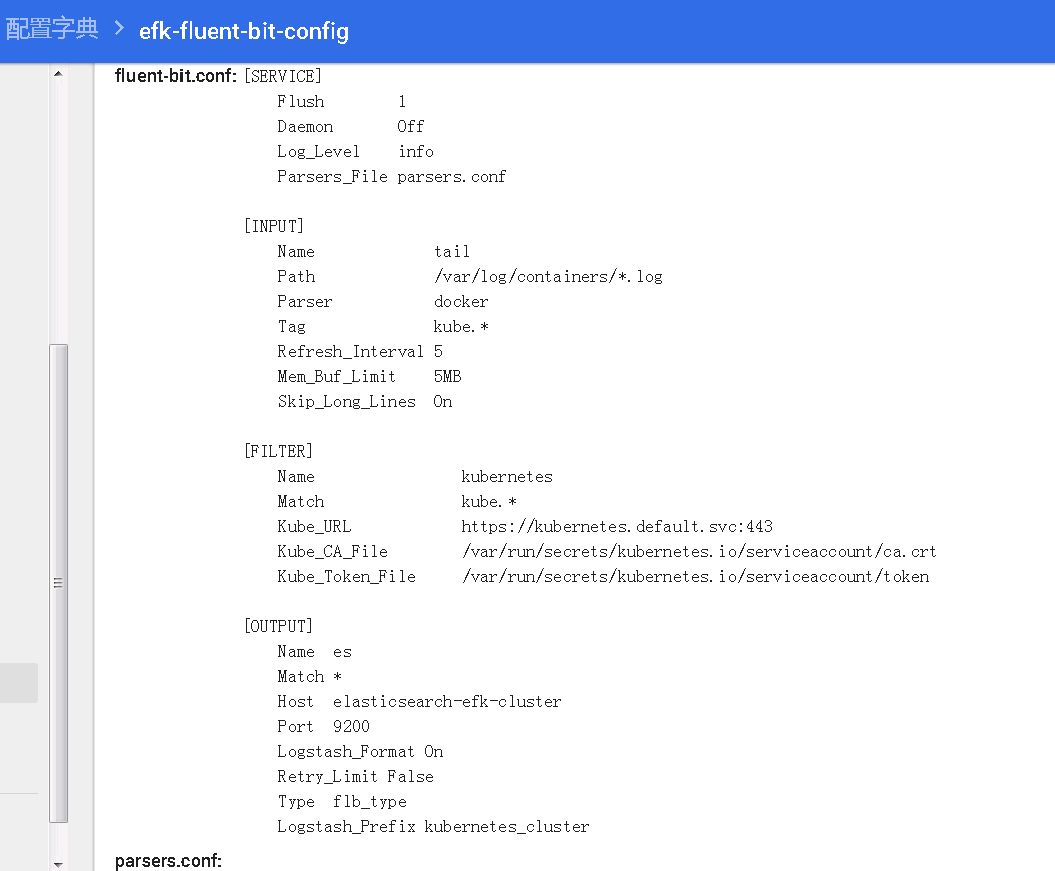 配置字典 > efk-fluent-bit-config
fluent-bit.conf: [SERVICE]
Flush 1
Daemon Off
Log_Level info
Parsers_File parsers.conf
[INPUT]
Name tail
Path /var/log/containers/*.log
Parser docker
Tag kube.*
Refresh_Interval 5
Mem_Buf_Limit 5MB
Skip_Long_Lines On
[FILTER]
Name kubernetes
Match kube.*
Kube_URL https://kubernetes.default.svc:443
Kube_CA_File /var/run/secrets/kubernetes.io/serviceaccount/ca.crt
Kube_Token_File /var/run/secrets/kubernetes.io/serviceaccount/token
[OUTPUT]
Name es
Match *
Host elasticsearch-efk-cluster
Port 9200
Logstash_Format On
Retry_Limit False
Type flb_type
Logstash_Prefix kubernetes_cluster
parsers.conf: